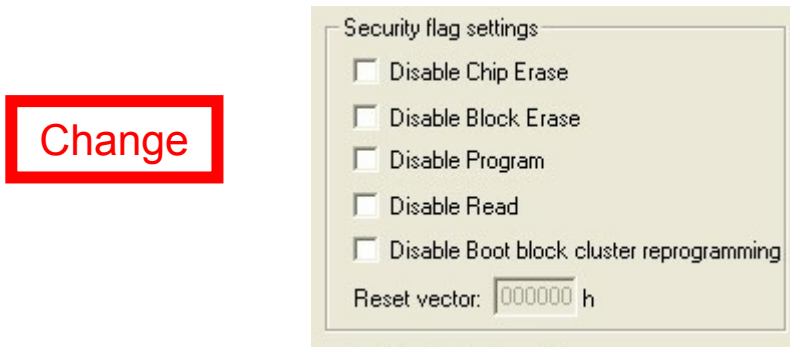 Change
Security flag settings
Disable Chip Erase
Disable Block Erase
Disable Program
Disable Read
Disable Boot block cluster reprogramming
Reset vector: 000000 h